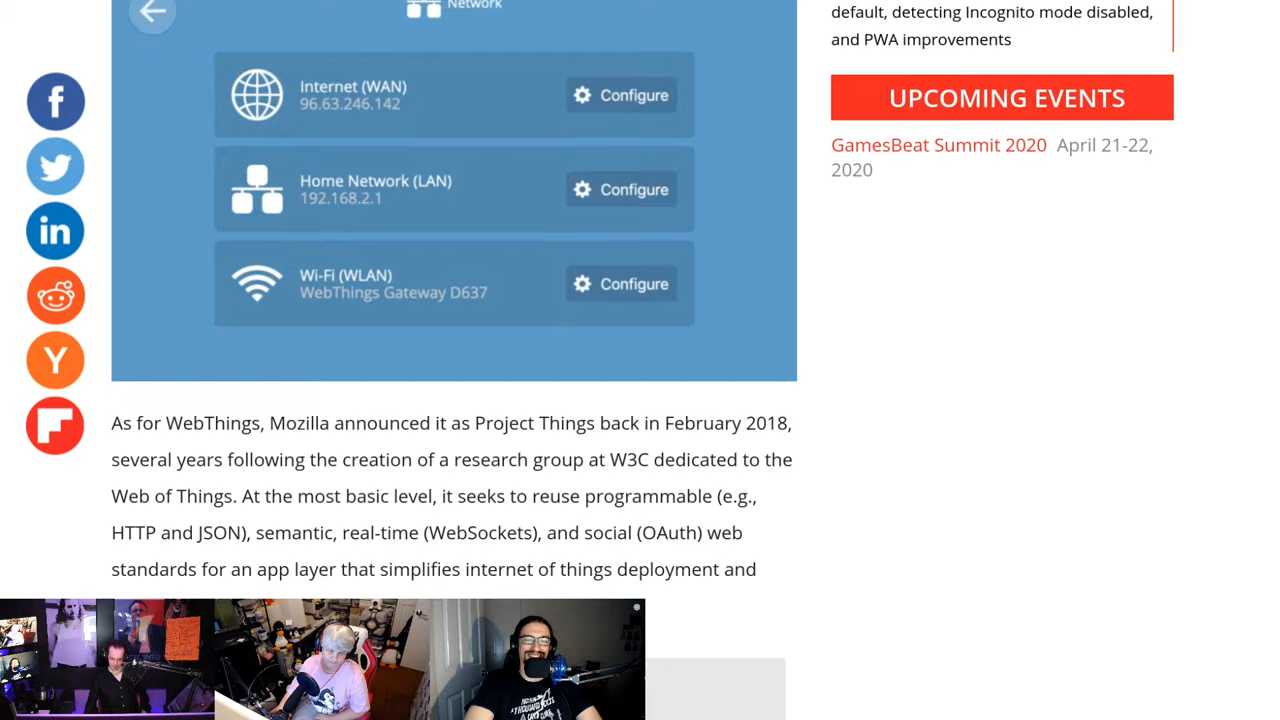 Network
Internet (WAN)
96.63.246.142
Configure
Home Network (LAN)
192.168.2.1
Configure
Wi-Fi (WLAN)
WebThings Gateway D637
Configure
f
in
Y
As for WebThings, Mozilla announced it as Project Things back in February 2018,
several years following the creation of a research group at W3C dedicated to the
Web of Things. At the most basic level, it seeks to reuse programmable (e.g.,
HTTP and JSON), semantic, real-time (WebSockets), and social (OAuth) web
standards for an app layer that simplifies internet of things deployment and
default, detecting Incognito mode disabled,
and PWA improvements
UPCOMING EVENTS
GamesBeat Summit 2020 April 21-22,
2020